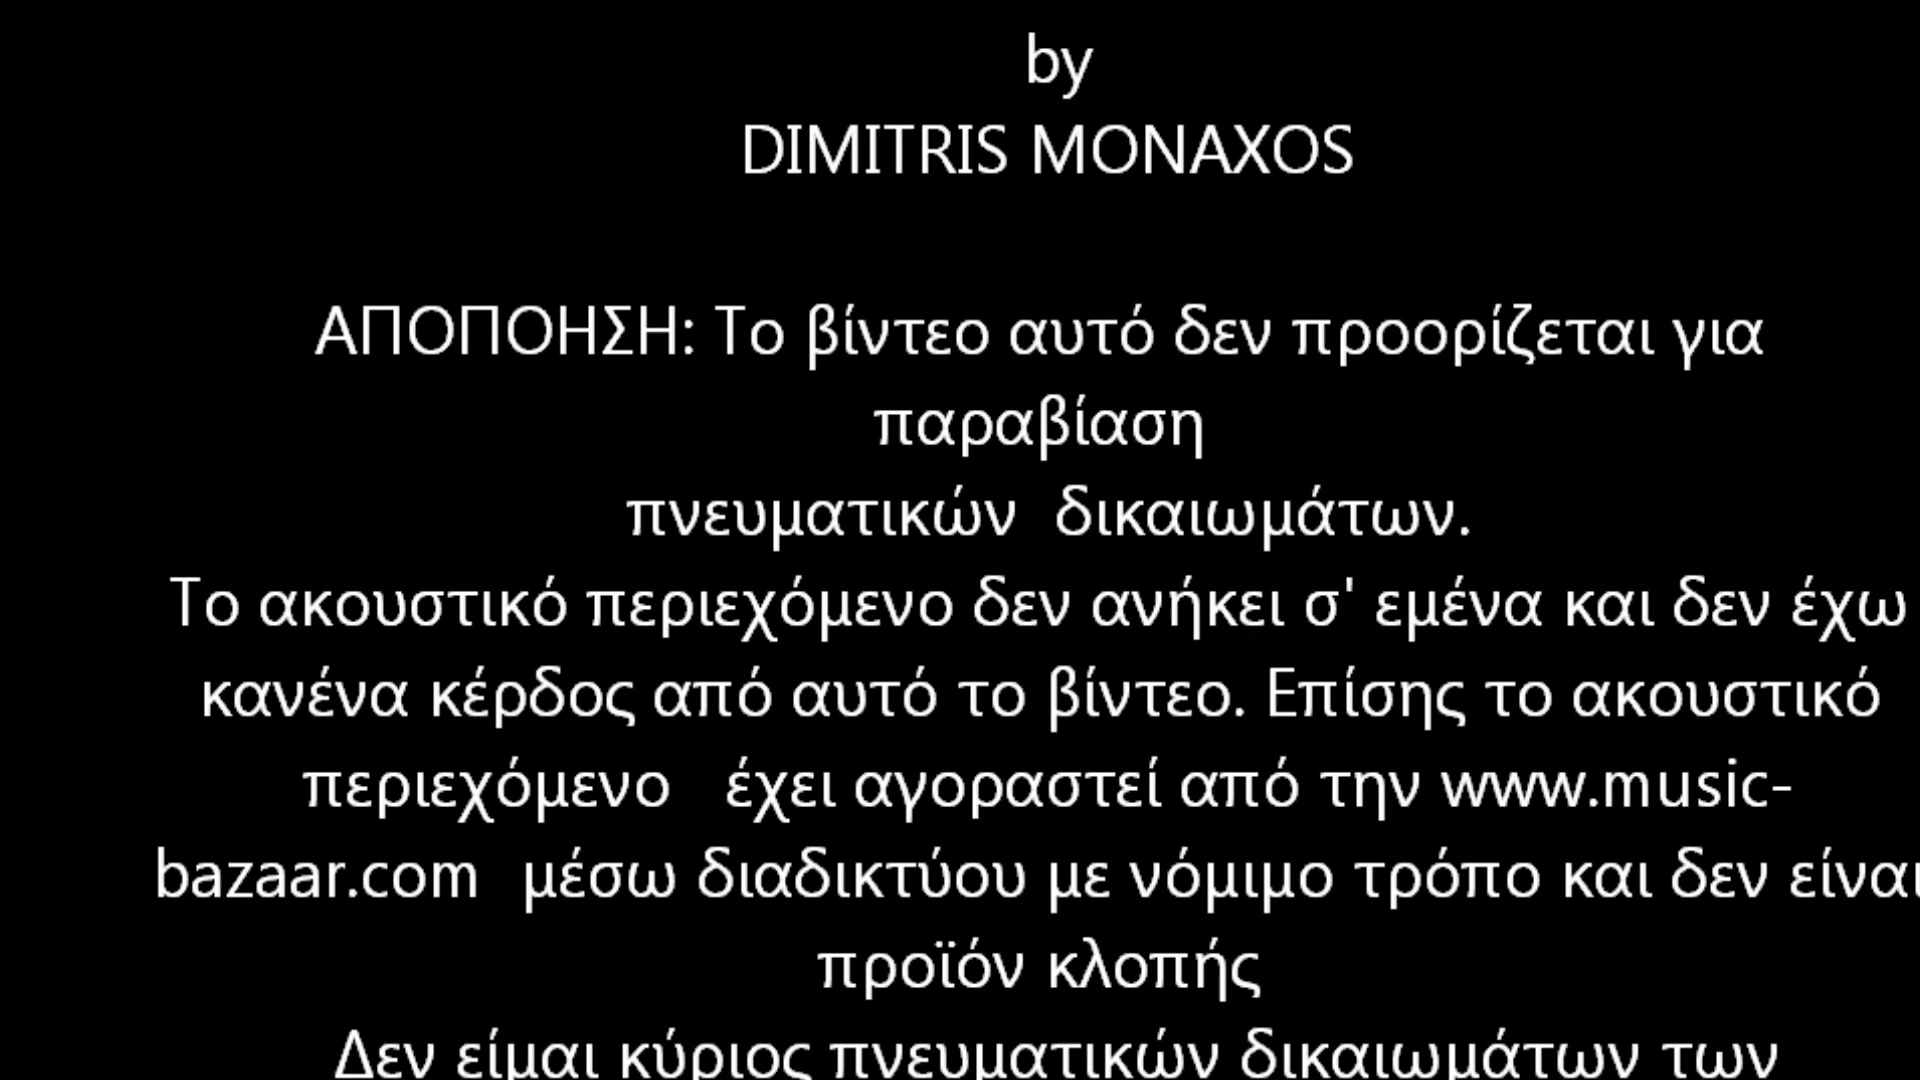 by
DIMITRIS MONAXOS
ΑΠΟΠΟΗΣΗ: Το βίντεο αυτό δεν προορίζεται για
παραβίαση
πνευματικών δικαιωμάτων.
Το ακουστικό περιεχόμενο δεν ανήκει σ' εμένα και δεν έχω
κανένα κέρδος από αυτό το βίντεο. Επίσης το ακουστικό
περιεχόμενο έχει αγοραστεί από την www.music-
bazaar.com μέσω διαδικτύου με νόμιμο τρόπο και δεν είναι
προϊόν κλοπής
Δεν είμαι κύριος πνευματικών δικαιωμάτων των